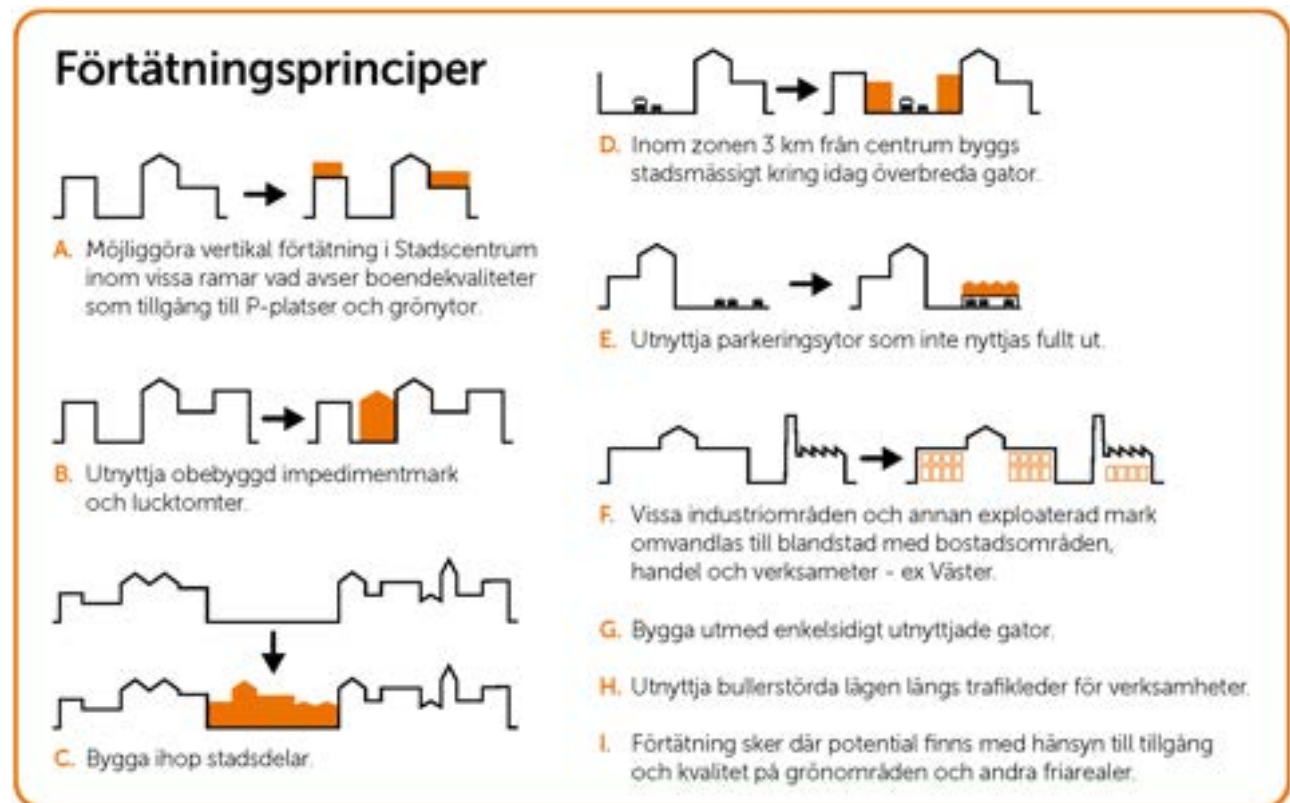 Förtätningsprinciper
A. Möjliggöra vertikal förtätning i Stadscentrum
inom vissa ramar vad avser boendekvaliteter
som tillgång till P-platser och grönytor.
B. Utnyttja obebyggd impedimentmark
och lucktomter.
C. Bygga ihop stadsdelar.
D. Inom zonen 3 km från centrum byggs
stadsmässigt kring idag överbreda gator.
E. Utnyttja parkeringsytor som inte nyttjas fullt ut.
F. Vissa industriområden och annan exploaterad mark
omvandlas till blandstad med bostadsområden,
handel och verksameter - ex Väster.
G. Bygga utmed enkelsidigt utnyttjade gator.
H. Utnyttja bullerstörda lägen längs trafikleder för verksamheter.
I. Förtätning sker där potential finns med hänsyn till tillgång
och kvalitet på grönområden och andra friarealer.